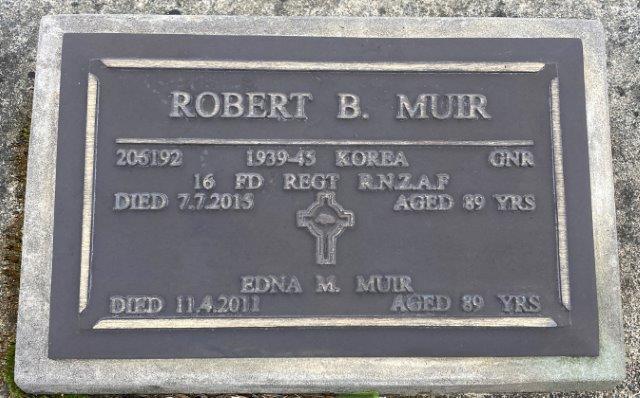 ROBERT B. MUIR
206192 1939-45 KOREA GNR
16 FD REGT R.N.Z.A.F
DIED 7.7.2015 AGED 89 YRS
EDNA M. MUIR
DIED 11.4.2011 AGED 89 YRS